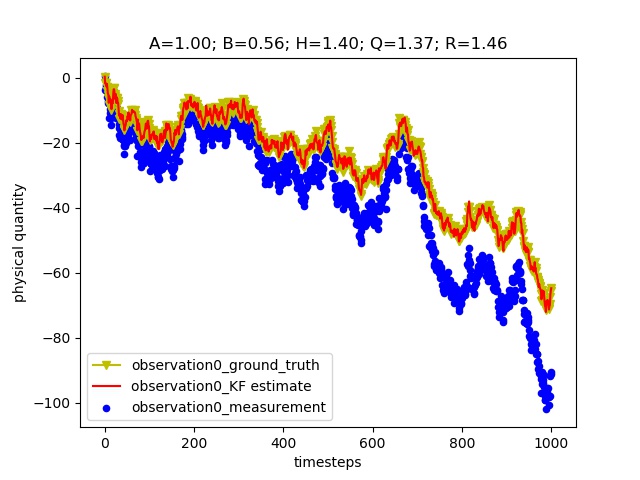 A=1.00; B=0.56; H=1.40; Q=1.37; R=1.46
physical quantity
0
−20
−40
−60
−80
−100
observation0_ground_truth
observation0_KF estimate
observation0_measurement
0
200
400
600
800
1000
timesteps